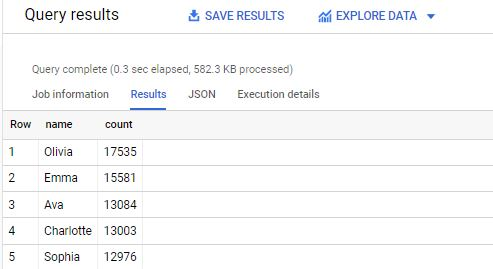 Query results SAVE RESULTS EXPLORE DATA
Query complete (0.3 sec elapsed, 582.3 KB processed)
Job information Results JSON Execution details
Row name count
1 Olivia 17535
2 Emma 15581
3 Ava 13084
4 Charlotte 13003
5 Sophia 12976